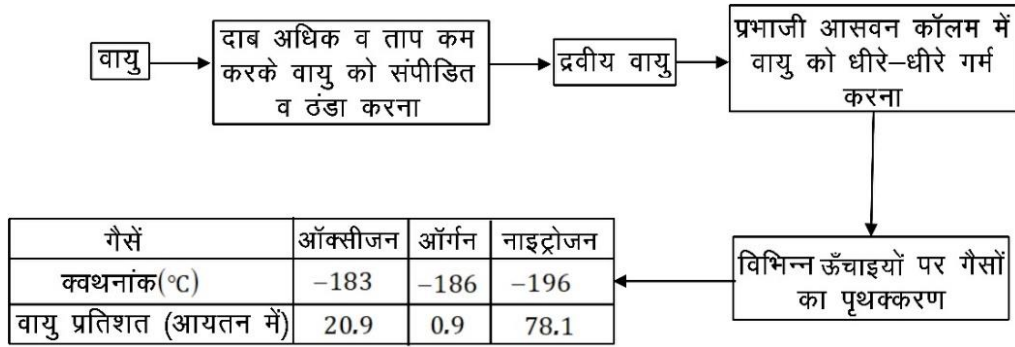 वायु
दाब अधिक व ताप कम
करके वायु को संपीडित
व ठंडा करना
द्रवीय वायु
प्रभाजी आसवन कॉलम में
वायु को धीरे–धीरे गर्म
करना
विभिन्न ऊँचाइयों पर गैसों
का पृथक्करण
गैसें ऑक्सीजन ऑर्गन नाइट्रोजन
क्वथनांक(°C) −183 −186 −196
वायु प्रतिशत (आयतन में) 20.9 0.9 78.1